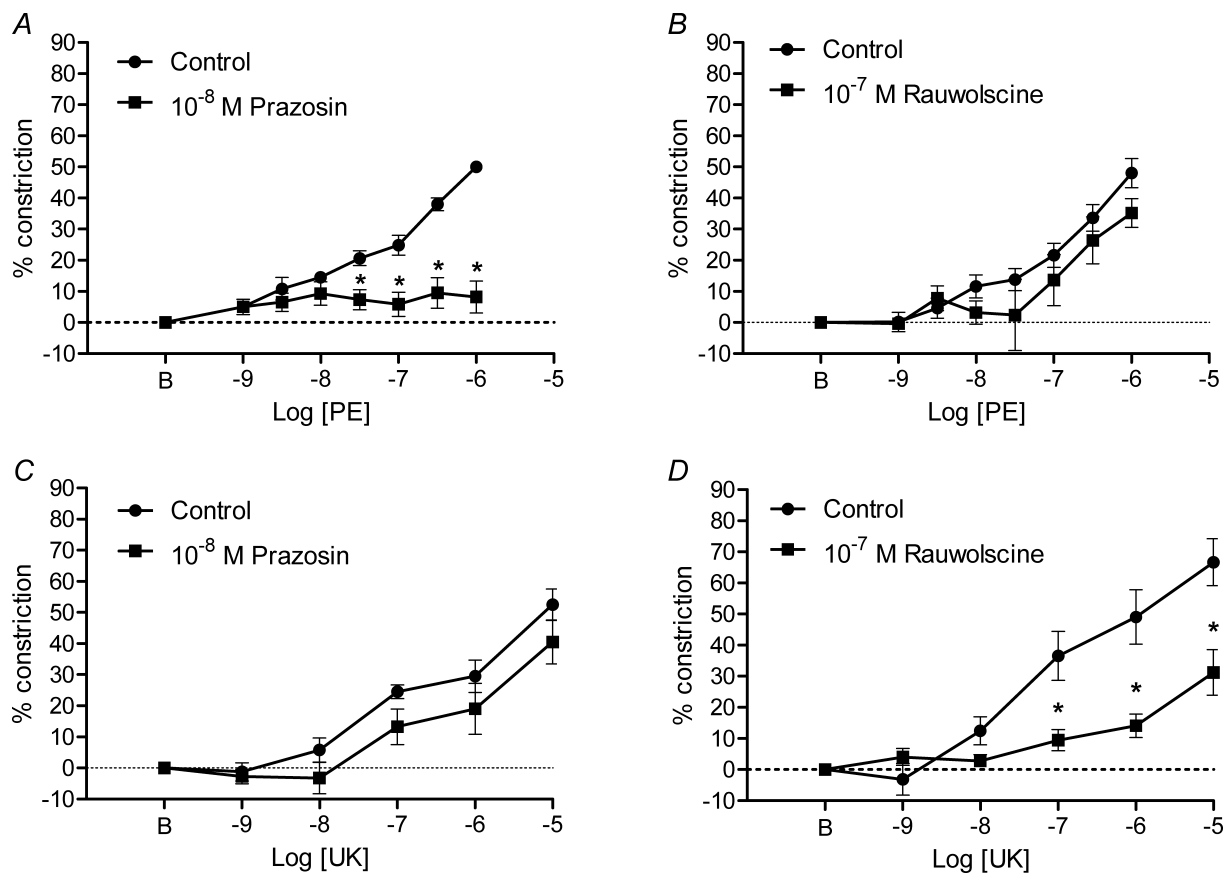 A
90
80
70
60
50
40
30
20
10
0
-10
% constriction
Control
10⁻⁸ M Prazosin
* * * *
B -9 -8 -7 -6 -5
Log [PE]
B
90
80
70
60
50
40
30
20
10
0
-10
% constriction
Control
10⁻⁷ M Rauwolscine
B -9 -8 -7 -6 -5
Log [PE]
C
90
80
70
60
50
40
30
20
10
0
-10
% constriction
Control
10⁻⁸ M Prazosin
B -9 -8 -7 -6 -5
Log [UK]
D
90
80
70
60
50
40
30
20
10
0
-10
% constriction
Control
10⁻⁷ M Rauwolscine
* * *
B -9 -8 -7 -6 -5
Log [UK]